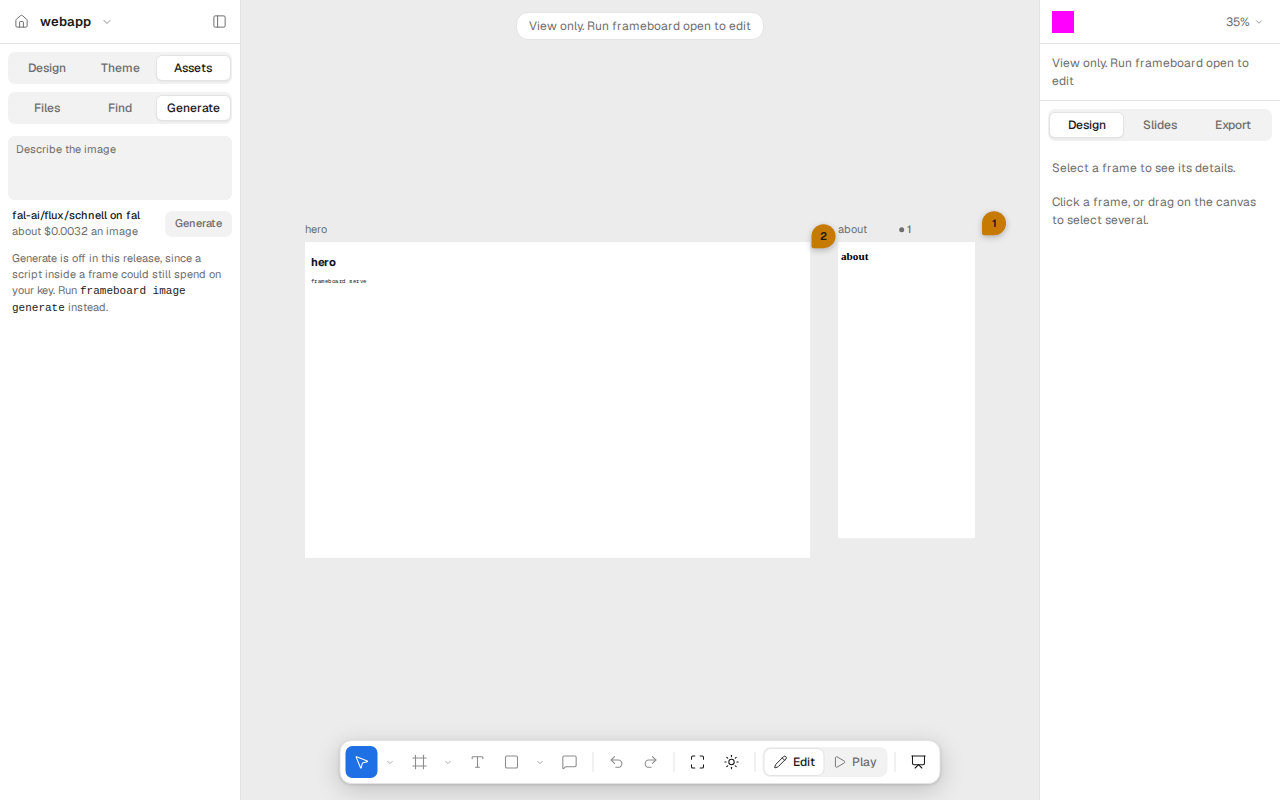 webapp
Design Theme Assets
Files Find Generate
Describe the image
fal-ai/flux/schnell on fal
about $0.0032 an image
Generate
Generate is off in this release, since a
script inside a frame could still spend on
your key. Run frameboard image
generate instead.
View only. Run frameboard open to edit
hero
2
about
1
1
hero
frameboard serve
about
Edit
Play
35%
View only. Run frameboard open to
edit
Design Slides Export
Select a frame to see its details.
Click a frame, or drag on the canvas
to select several.